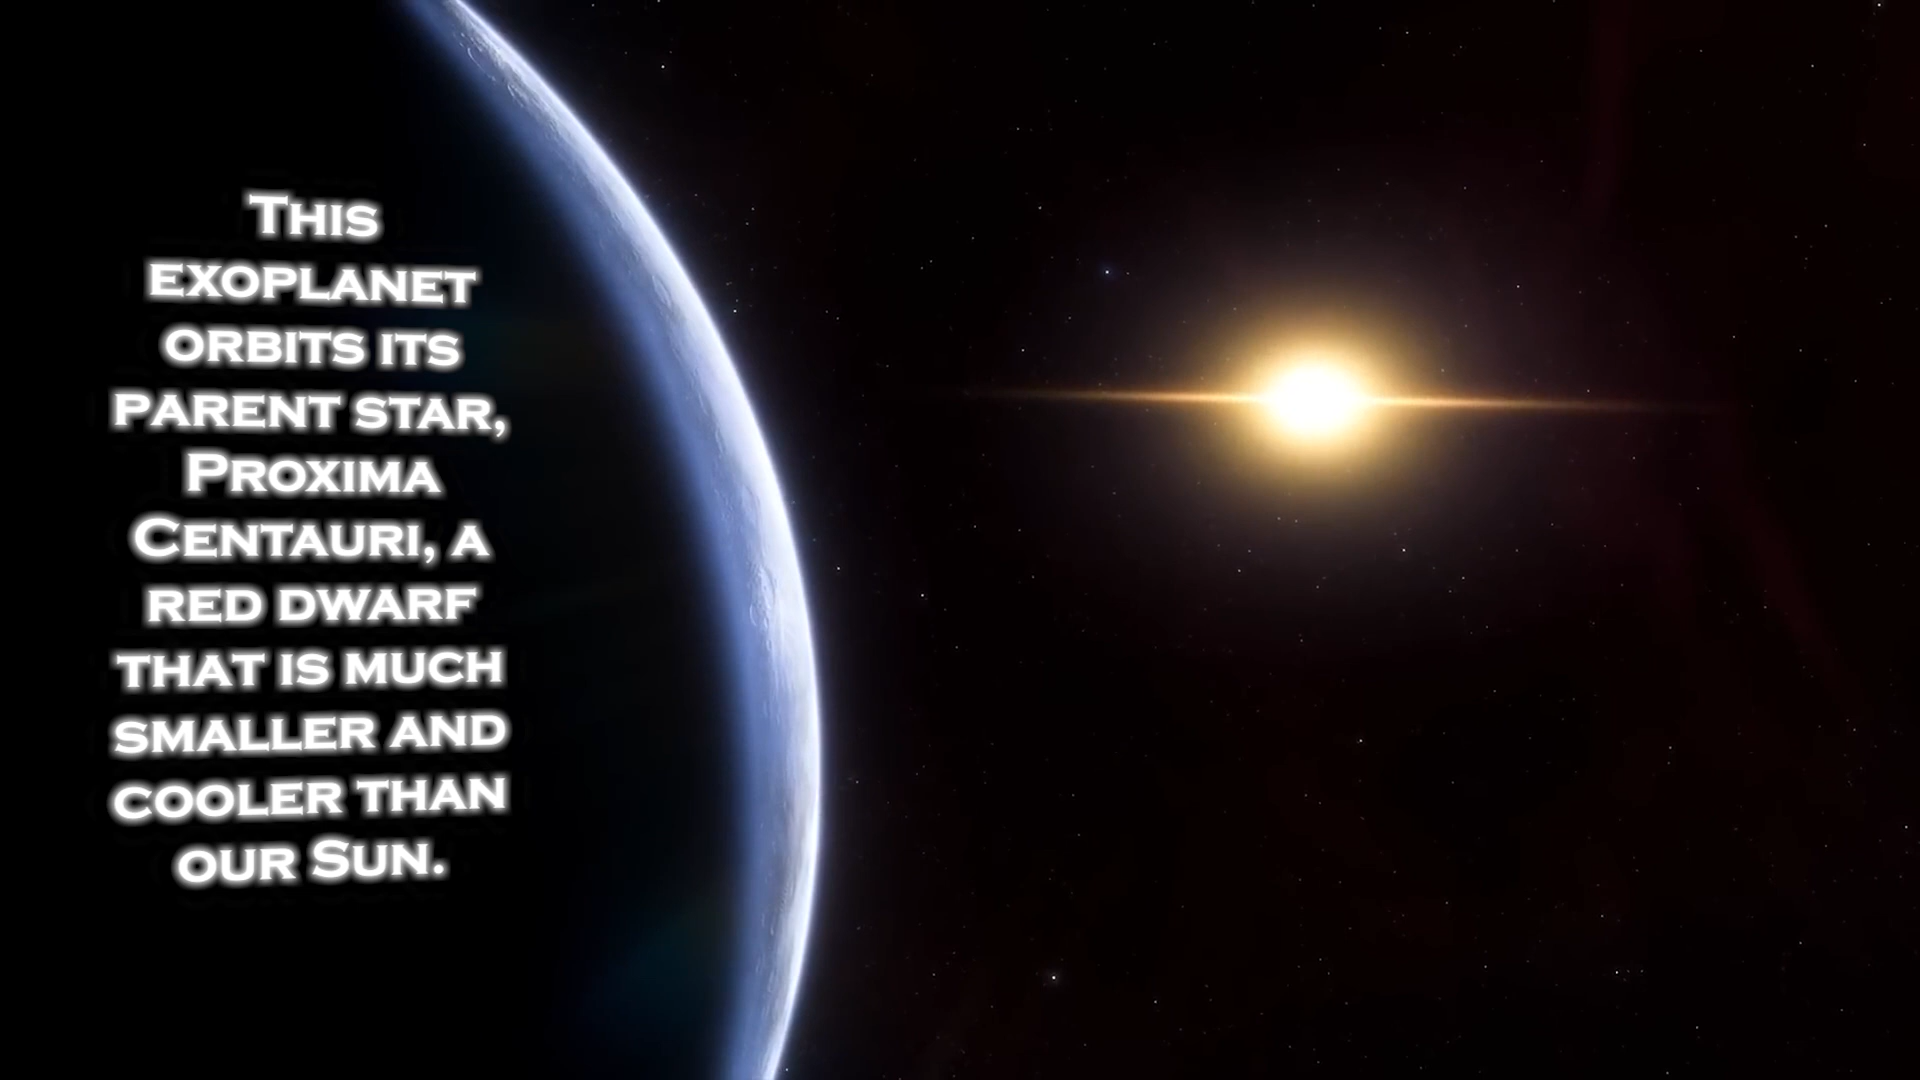 This
exoplanet
orbits its
parent star,
Proxima
Centauri, a
red dwarf
that is much
smaller and
cooler than
our Sun.